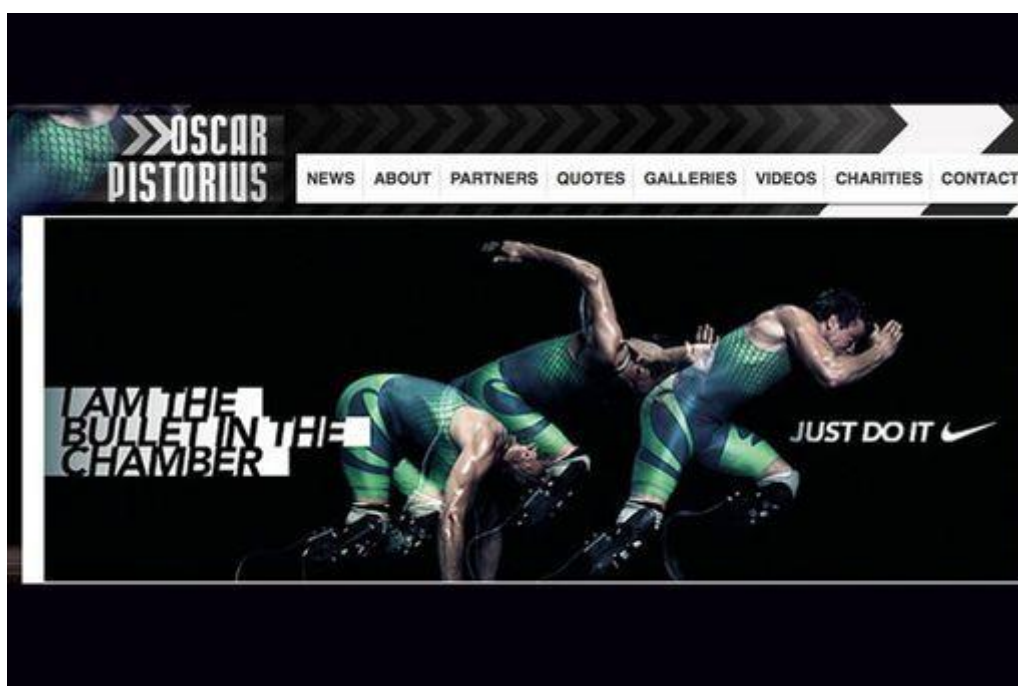 OSCAR
PISTORIUS
NEWS ABOUT PARTNERS QUOTES GALLERIES VIDEOS CHARITIES CONTACT
I AM THE
BULLET IN THE
CHAMBER
JUST DO IT